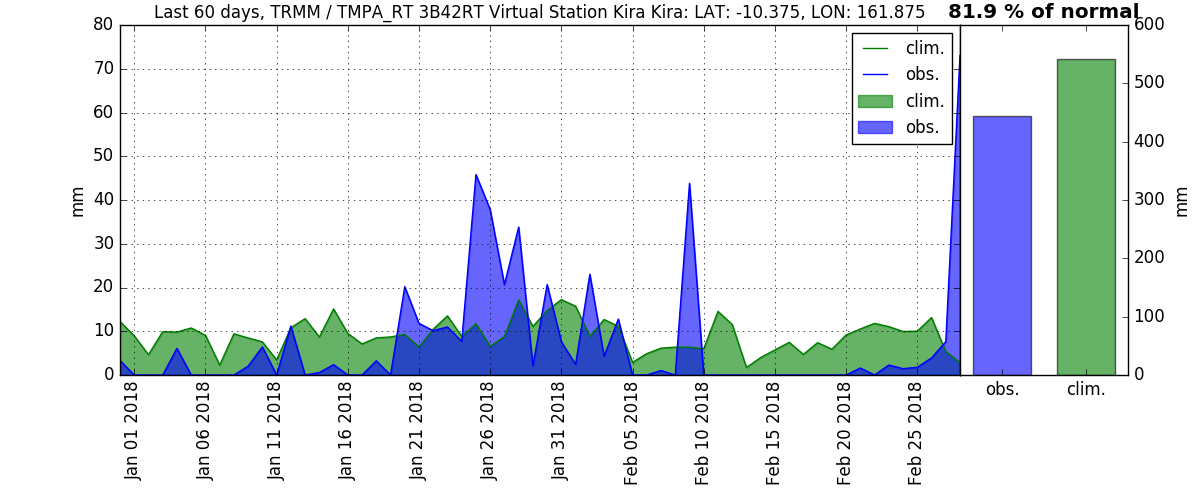 Last 60 days, TRMM / TMPA_RT 3B42RT Virtual Station Kira Kira: LAT: -10.375, LON: 161.875
81.9 % of normal
80
70
60
50
40
30
20
10
0
mm
clim.
obs.
clim.
obs.
Jan 01 2018
Jan 06 2018
Jan 11 2018
Jan 16 2018
Jan 21 2018
Jan 26 2018
Jan 31 2018
Feb 05 2018
Feb 10 2018
Feb 15 2018
Feb 20 2018
Feb 25 2018
600
500
400
300
200
100
0
mm
obs.
clim.